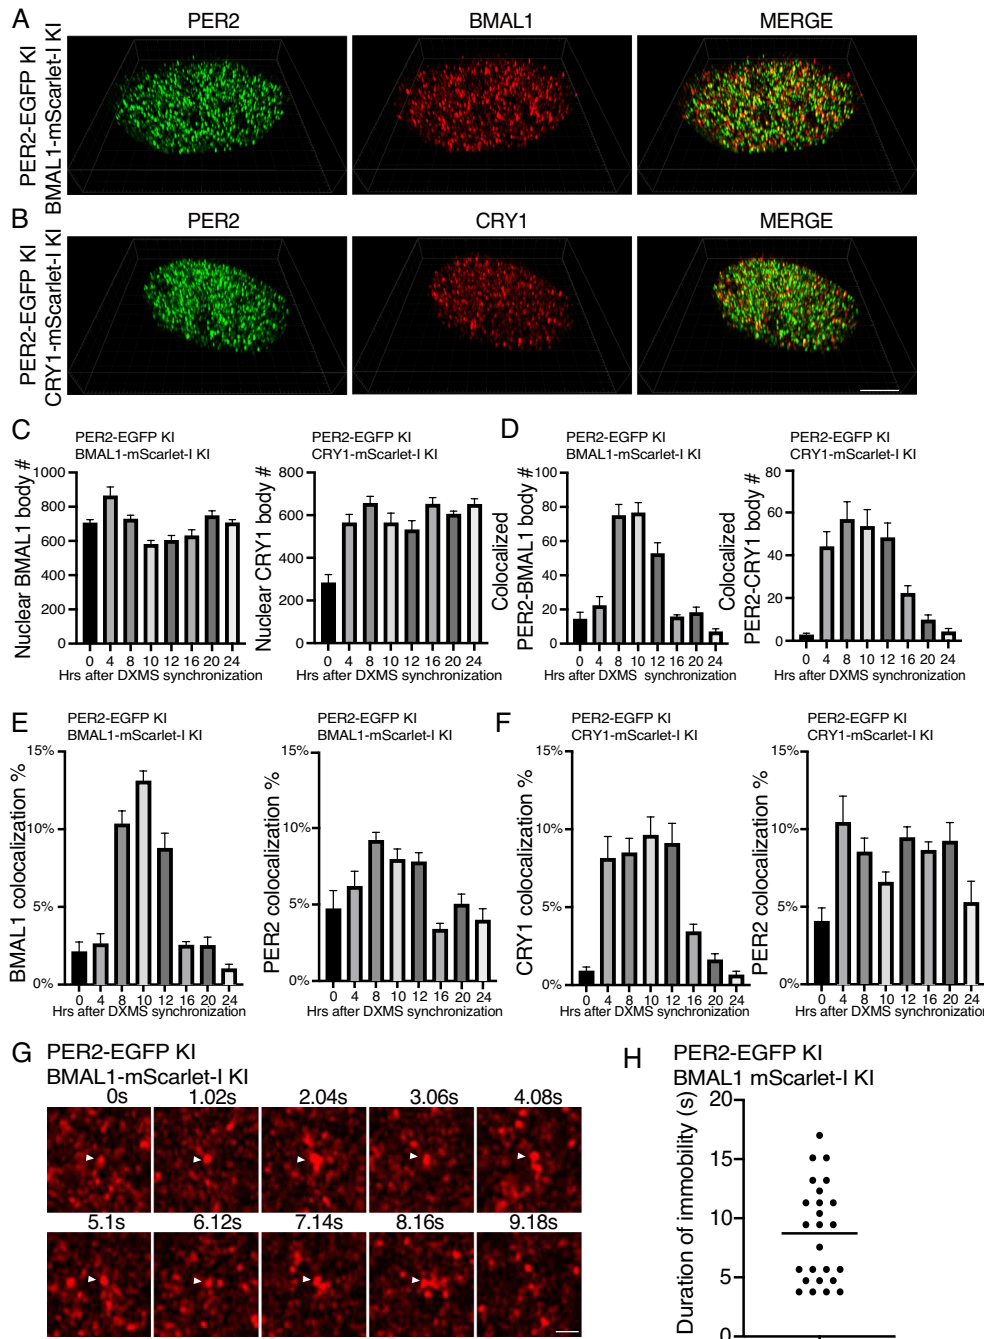 A
PER2
BMAL1
MERGE
PER2-EGFP KI
BMAL1-mScarlet-I KI
B
PER2
CRY1
MERGE
PER2-EGFP KI
CRY1-mScarlet-I KI
C
PER2-EGFP KI
BMAL1-mScarlet-I KI
Nuclear BMAL1 body #
1000
800
600
400
200
0
0 4 8 10 12 16 20 24
Hrs after DXMS synchronization
PER2-EGFP KI
CRY1-mScarlet-I KI
Nuclear CRY1 body #
800
600
400
200
0
0 4 8 10 12 16 20 24
Hrs after DXMS synchronization
D
PER2-EGFP KI
BMAL1-mScarlet-I KI
Colocalized
PER2-BMAL1 body #
100
80
60
40
20
0
0 4 8 10 12 16 20 24
Hrs after DXMS synchronization
PER2-EGFP KI
CRY1-mScarlet-I KI
Colocalized
PER2-CRY1 body #
80
60
40
20
0
0 4 8 10 12 16 20 24
Hrs after DXMS synchronization
E
PER2-EGFP KI
BMAL1-mScarlet-I KI
BMAL1 colocalization %
15%
10%
5%
0%
0 4 8 10 12 16 20 24
Hrs after DXMS synchronization
PER2-EGFP KI
BMAL1-mScarlet-I KI
PER2 colocalization %
15%
10%
5%
0%
0 4 8 10 12 16 20 24
Hrs after DXMS synchronization
F
PER2-EGFP KI
CRY1-mScarlet-I KI
CRY1 colocalization %
15%
10%
5%
0%
0 4 8 10 12 16 20 24
Hrs after DXMS synchronization
PER2-EGFP KI
CRY1-mScarlet-I KI
PER2 colocalization %
15%
10%
5%
0%
0 4 8 10 12 16 20 24
Hrs after DXMS synchronization
G
PER2-EGFP KI
BMAL1-mScarlet-I KI
0s 1.02s 2.04s 3.06s 4.08s
5.1s 6.12s 7.14s 8.16s 9.18s
H
PER2-EGFP KI
BMAL1 mScarlet-I KI
Duration of immobility (s)
20
15
10
5
0